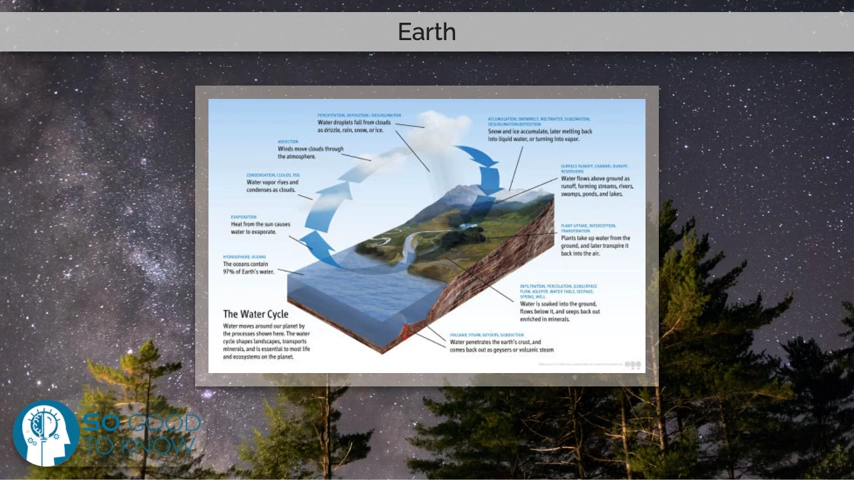 Earth
PRECIPITATION, DEPOSITION / DESUBLIMATION
Water droplets fall from clouds
as drizzle, rain, snow, or ice.
ADVECTION
Winds move clouds through
the atmosphere.
CONDENSATION, CLOUDS, FOG
Water vapor rises and
condenses as clouds.
EVAPORATION
Heat from the sun causes
water to evaporate.
HYDROSPHERE, OCEANS
The oceans contain
97% of Earth's water.
The Water Cycle
Water moves around our planet by
the processes shown here. The water
cycle shapes landscapes, transports
minerals, and is essential to most life
and ecosystems on the planet.
ACCUMULATION, SNOWMELT, MELTWATER, SUBLIMATION,
DESUBLIMATION/DEPOSITION
Snow and ice accumulate, later melting back
into liquid water, or turning into vapor.
SURFACE RUNOFF, CHANNEL RUNOFF,
RESERVOIRS
Water flows above ground as
runoff, forming streams, rivers,
swamps, ponds, and lakes.
PLANT UPTAKE, INTERCEPTION,
TRANSPIRATION
Plants take up water from the
ground, and later transpire it
back into the air.
INFILTRATION, PERCOLATION, SUBSURFACE
FLOW, AQUIFER, WATER TABLE, SEEPAGE,
SPRING, WELL
Water is soaked into the ground,
flows below it, and seeps back out
enriched in minerals.
VOLCANIC STEAM, GEYSERS, SUBDUCTION
Water penetrates the earth's crust, and
comes back out as geysers or volcanic steam
SO GOOD
TO KNOW